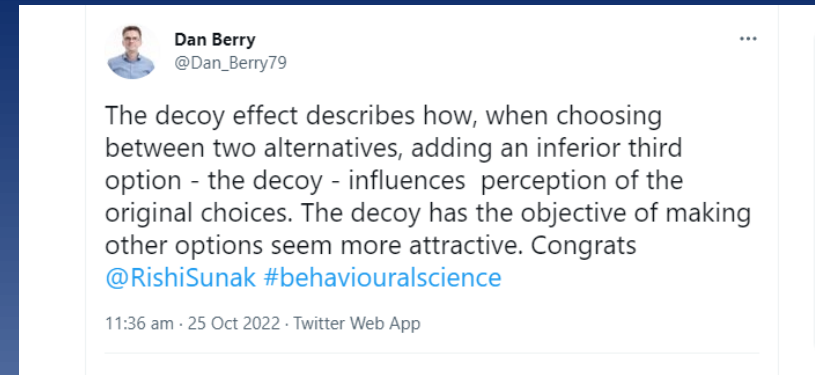 Dan Berry
@Dan_Berry79
The decoy effect describes how, when choosing
between two alternatives, adding an inferior third
option - the decoy - influences  perception of the
original choices. The decoy has the objective of making
other options seem more attractive. Congrats
@RishiSunak #behaviouralscience
11:36 am · 25 Oct 2022 · Twitter Web App